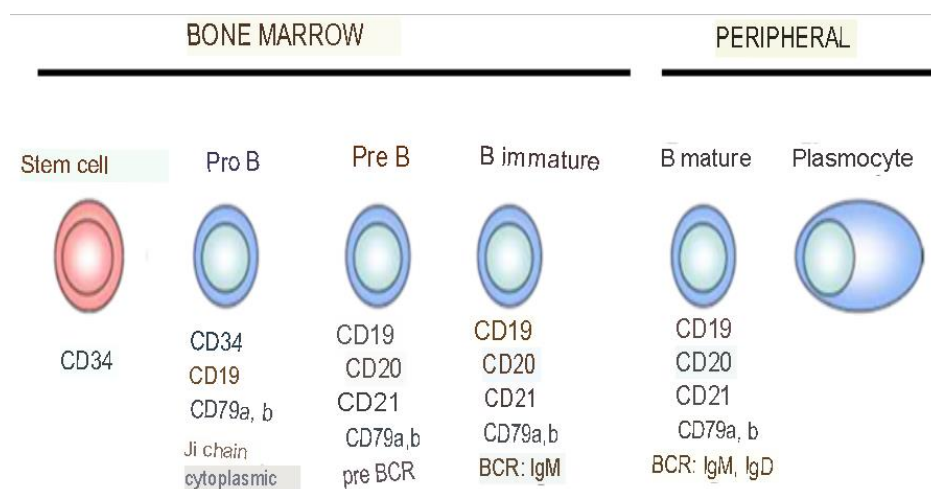 BONE MARROW
PERIPHERAL
Stem cell
Pro B
Pre B
B immature
B mature
Plasmocyte
CD34
CD34
CD19
CD79a, b
Ji chain
cytoplasmic
CD19
CD20
CD21
CD79a,b
pre BCR
CD19
CD20
CD21
CD79a,b
BCR: IgM
CD19
CD20
CD21
CD79a, b
BCR: IgM, IgD